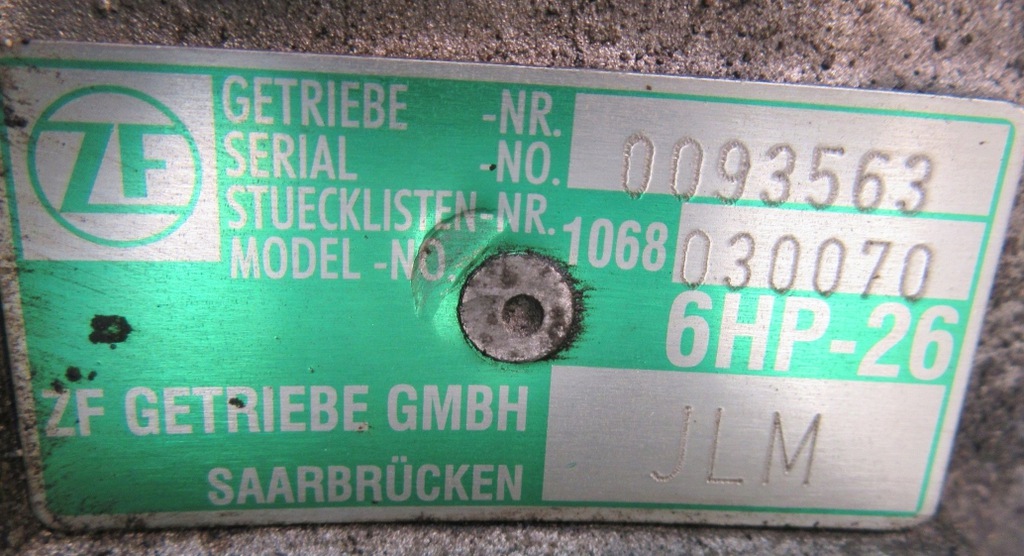 ZF
GETRIEBE -NR.
SERIAL -NO. 0093563
STUECKLISTEN-NR.
MODEL -NO. 1068 030070
6HP-26
ZF GETRIEBE GMBH
SAARBRÜCKEN
JLM